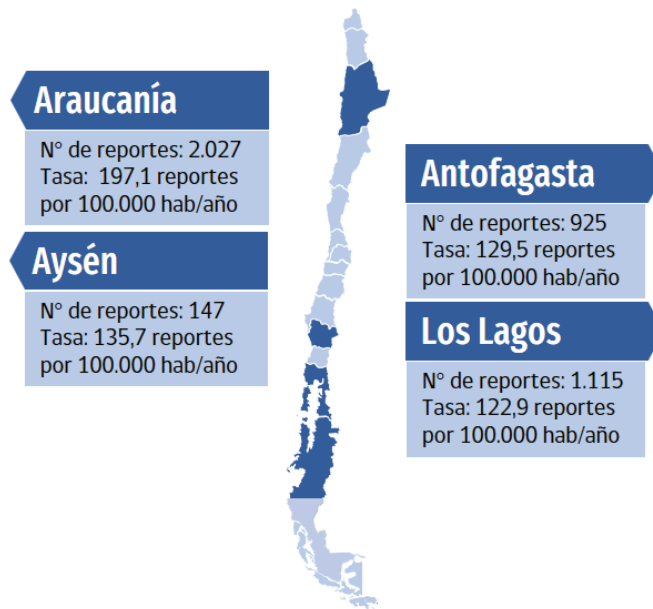 Araucanía
N° de reportes: 2.027
Tasa: 197,1 reportes
por 100.000 hab/año
Aysén
N° de reportes: 147
Tasa: 135,7 reportes
por 100.000 hab/año
Antofagasta
N° de reportes: 925
Tasa: 129,5 reportes
por 100.000 hab/año
Los Lagos
N° de reportes: 1.115
Tasa: 122,9 reportes
por 100.000 hab/año